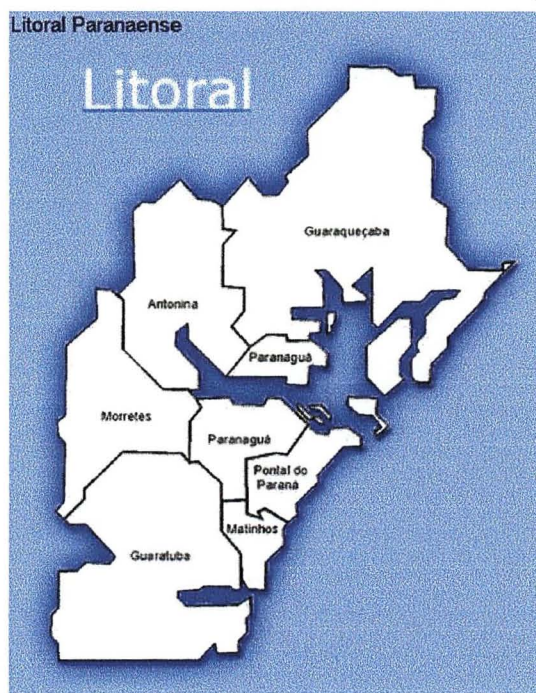 Litoral Paranaense
Litoral
Guaraqueçaba
Antonina
Paranaguá
Morretes
Paranaguá
Pontal do
Paraná
Matinhos
Guaratuba